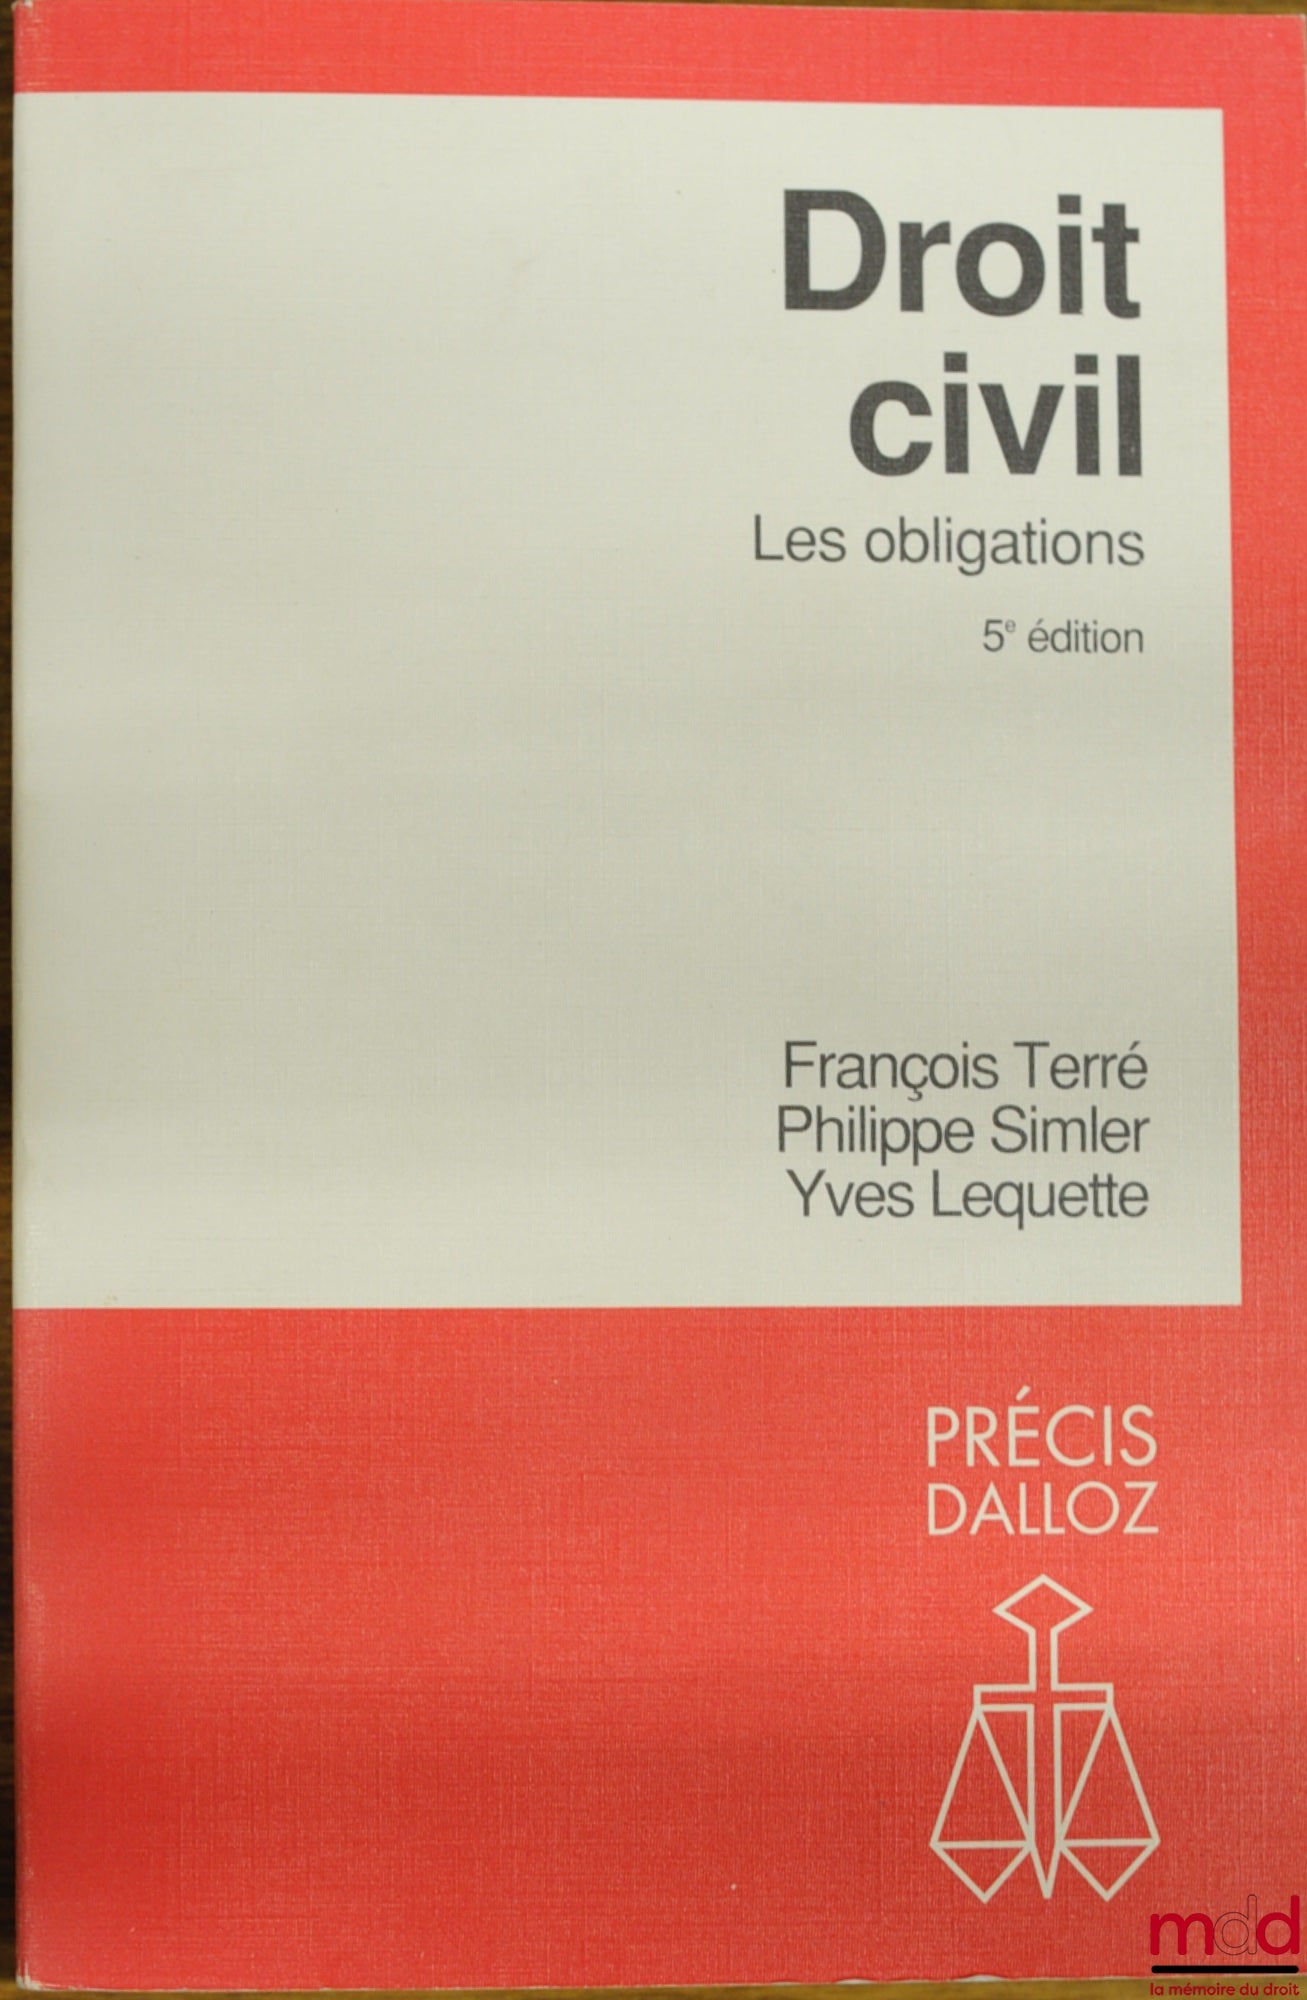 Droit
civil
Les obligations
5e édition
François Terré
Philippe Simler
Yves Lequette
PRÉCIS
DALLOZ
mdd
la mémoire du droit